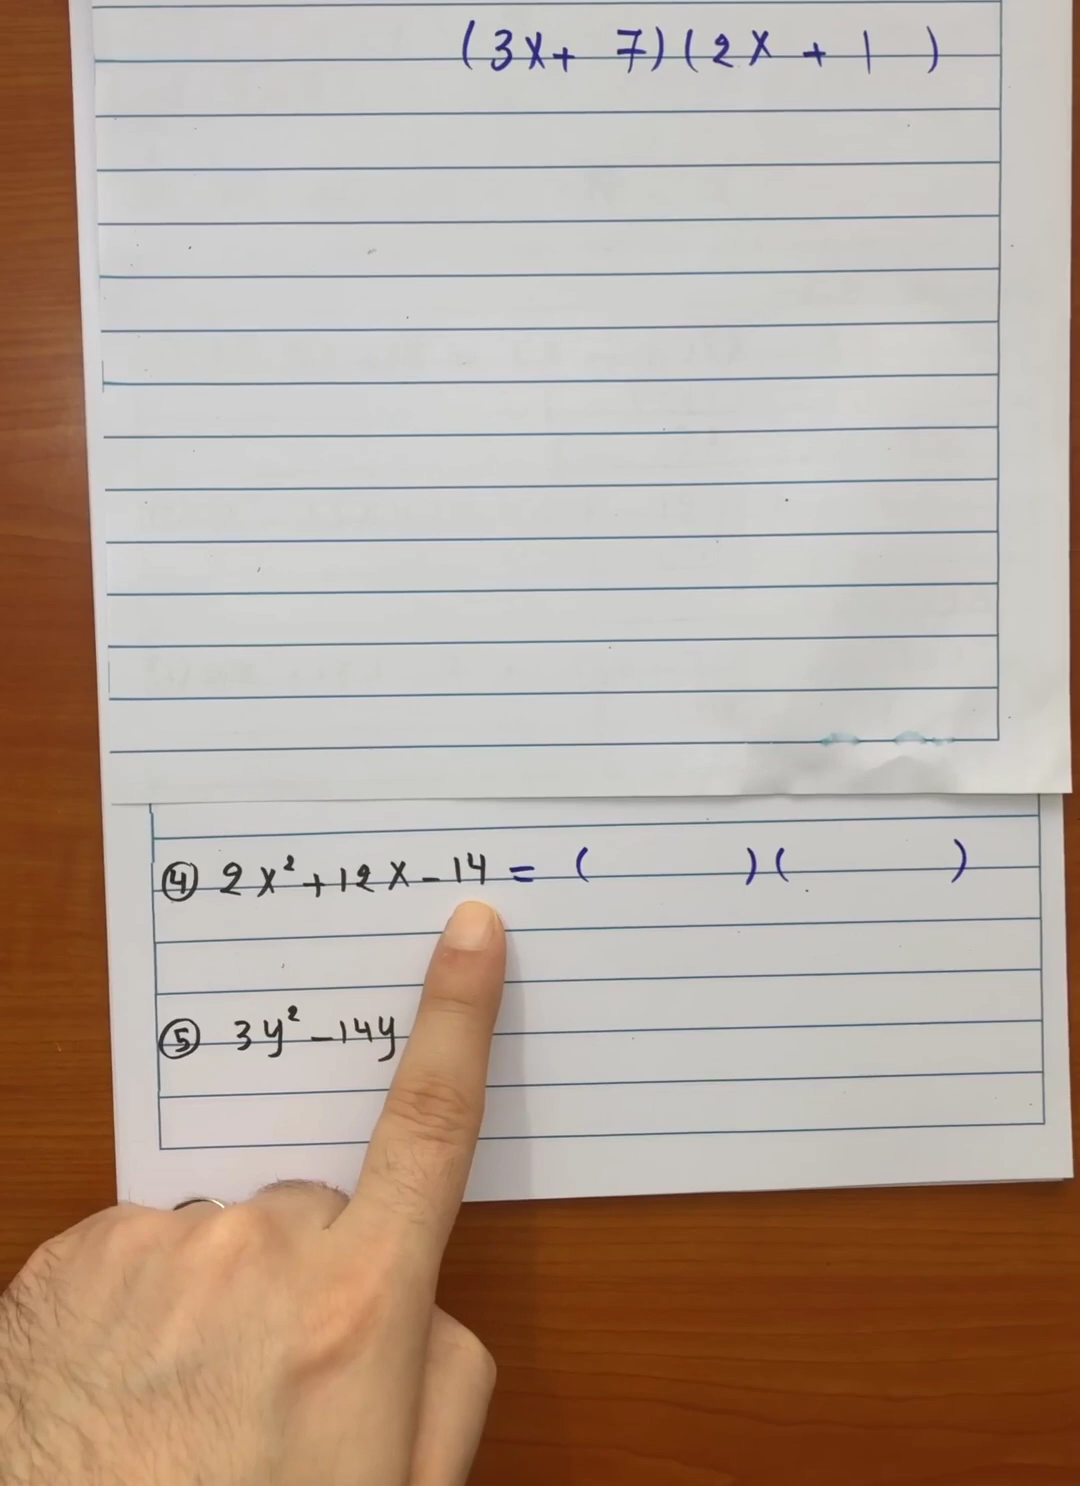 (3x+ 7)(2x + 1 )
④ 2x²+12x-14 = ( )( )
⑤ 3y²-14y